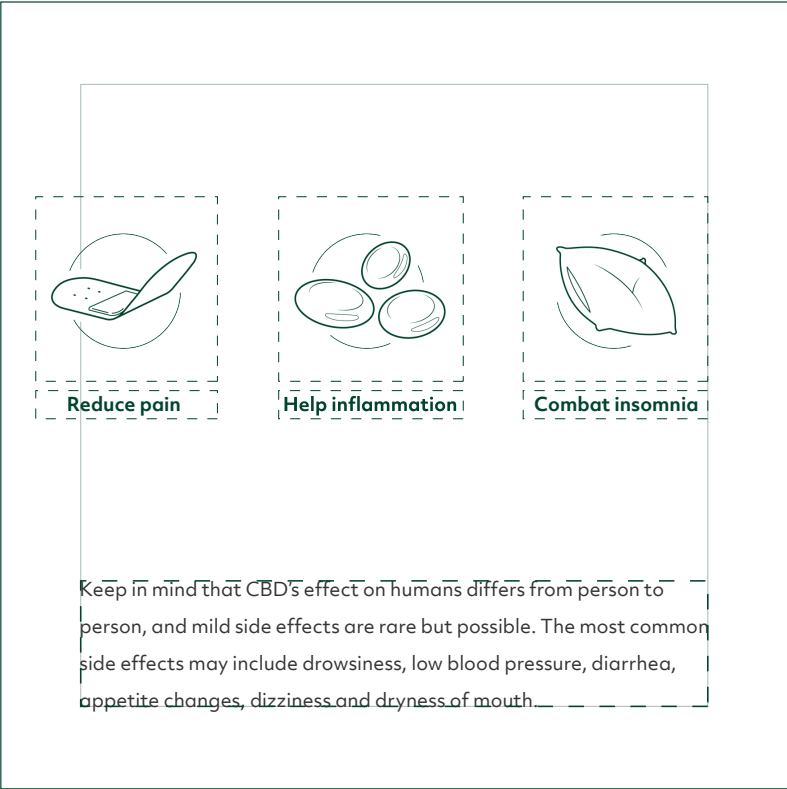 Reduce pain
Help inflammation
Combat insomnia
Keep in mind that CBD’s effect on humans differs from person to
person, and mild side effects are rare but possible. The most common
side effects may include drowsiness, low blood pressure, diarrhea,
appetite changes, dizziness and dryness of mouth.